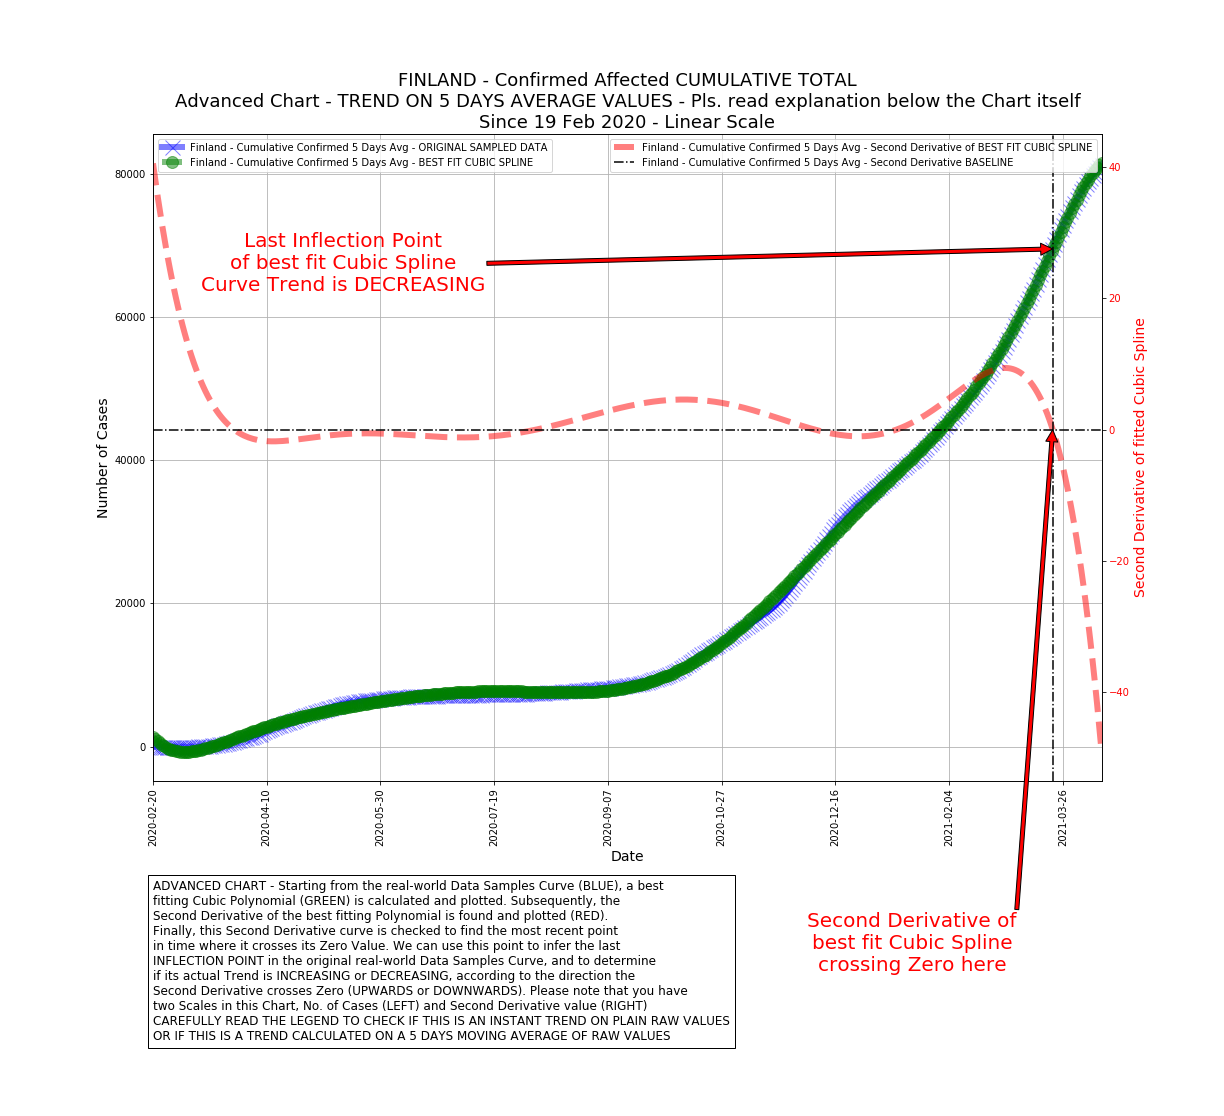 FINLAND - Confirmed Affected CUMULATIVE TOTAL
Advanced Chart - TREND ON 5 DAYS AVERAGE VALUES - Pls. read explanation below the Chart itself
Since 19 Feb 2020 - Linear Scale
Finland - Cumulative Confirmed 5 Days Avg - ORIGINAL SAMPLED DATA
Finland - Cumulative Confirmed 5 Days Avg - BEST FIT CUBIC SPLINE
Finland - Cumulative Confirmed 5 Days Avg - Second Derivative of BEST FIT CUBIC SPLINE
Finland - Cumulative Confirmed 5 Days Avg - Second Derivative BASELINE
Last Inflection Point
of best fit Cubic Spline
Curve Trend is DECREASING
Number of Cases
80000
60000
40000
20000
0
40
20
0
−20
−40
Second Derivative of fitted Cubic Spline
2020-02-20
2020-04-10
2020-05-30
2020-07-19
2020-09-07
2020-10-27
2020-12-16
2021-02-04
2021-03-26
Date
ADVANCED CHART - Starting from the real-world Data Samples Curve (BLUE), a best
fitting Cubic Polynomial (GREEN) is calculated and plotted. Subsequently, the
Second Derivative of the best fitting Polynomial is found and plotted (RED).
Finally, this Second Derivative curve is checked to find the most recent point
in time where it crosses its Zero Value. We can use this point to infer the last
INFLECTION POINT in the original real-world Data Samples Curve, and to determine
if its actual Trend is INCREASING or DECREASING, according to the direction the
Second Derivative crosses Zero (UPWARDS or DOWNWARDS). Please note that you have
two Scales in this Chart, No. of Cases (LEFT) and Second Derivative value (RIGHT)
CAREFULLY READ THE LEGEND TO CHECK IF THIS IS AN INSTANT TREND ON PLAIN RAW VALUES
OR IF THIS IS A TREND CALCULATED ON A 5 DAYS MOVING AVERAGE OF RAW VALUES
Second Derivative of
best fit Cubic Spline
crossing Zero here